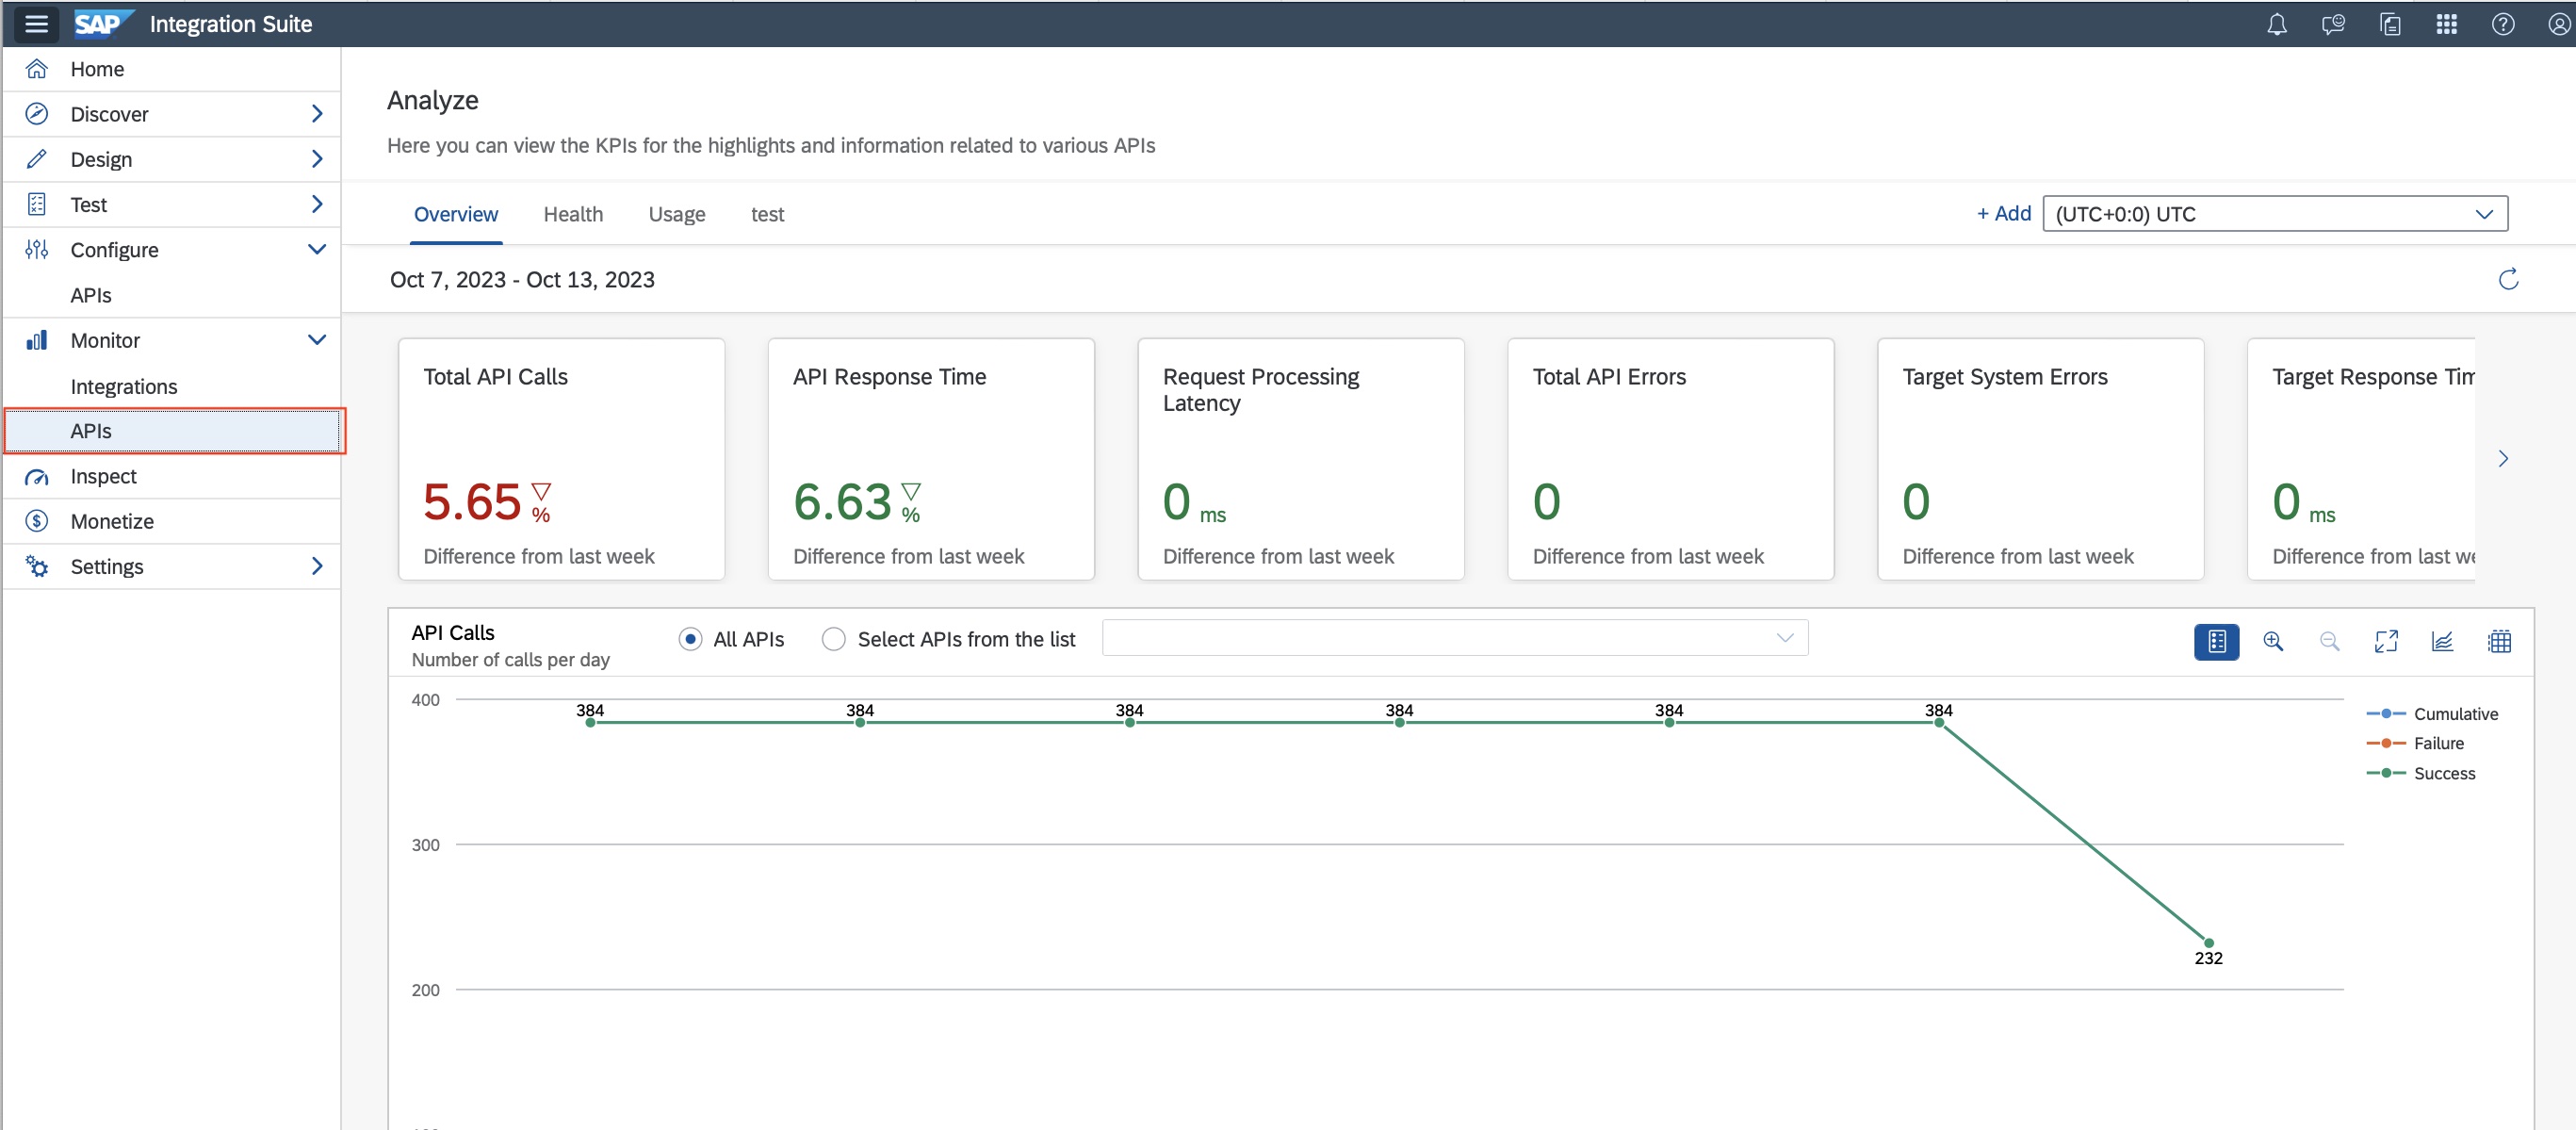 SAP Integration Suite
Home
Discover
Design
Test
Configure
APIs
Monitor
Integrations
APIs
Inspect
Monetize
Settings
Analyze
Here you can view the KPIs for the highlights and information related to various APIs
Overview Health Usage test + Add (UTC+0:0) UTC
Oct 7, 2023 - Oct 13, 2023
Total API Calls
5.65 %
Difference from last week
API Response Time
6.63 %
Difference from last week
Request Processing
Latency
0 ms
Difference from last week
Total API Errors
0
Difference from last week
Target System Errors
0
Difference from last week
Target Response Tim
0 ms
Difference from last we
API Calls
Number of calls per day
All APIs Select APIs from the list
400
384 384 384 384 384 384
300
232
200
Cumulative
Failure
Success